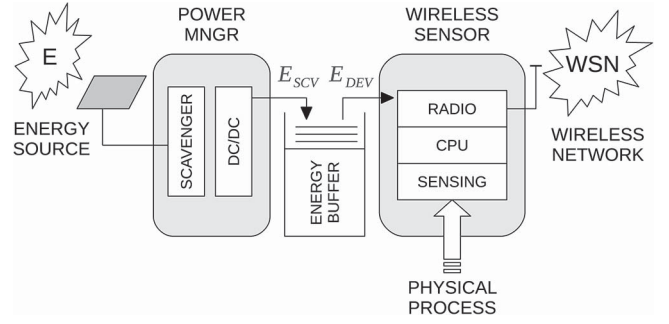 POWER
MNGR
WIRELESS
SENSOR
E
E_SCV
E_DEV
WSN
ENERGY
SOURCE
SCAVENGER
DC/DC
ENERGY
BUFFER
RADIO
CPU
SENSING
WIRELESS
NETWORK
PHYSICAL
PROCESS